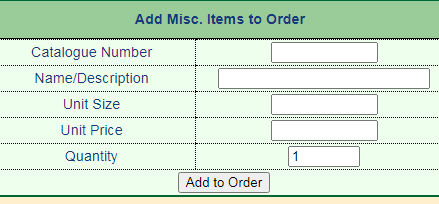 Add Misc. Items to Order
Catalogue Number
Name/Description
Unit Size
Unit Price
Quantity 1
Add to Order